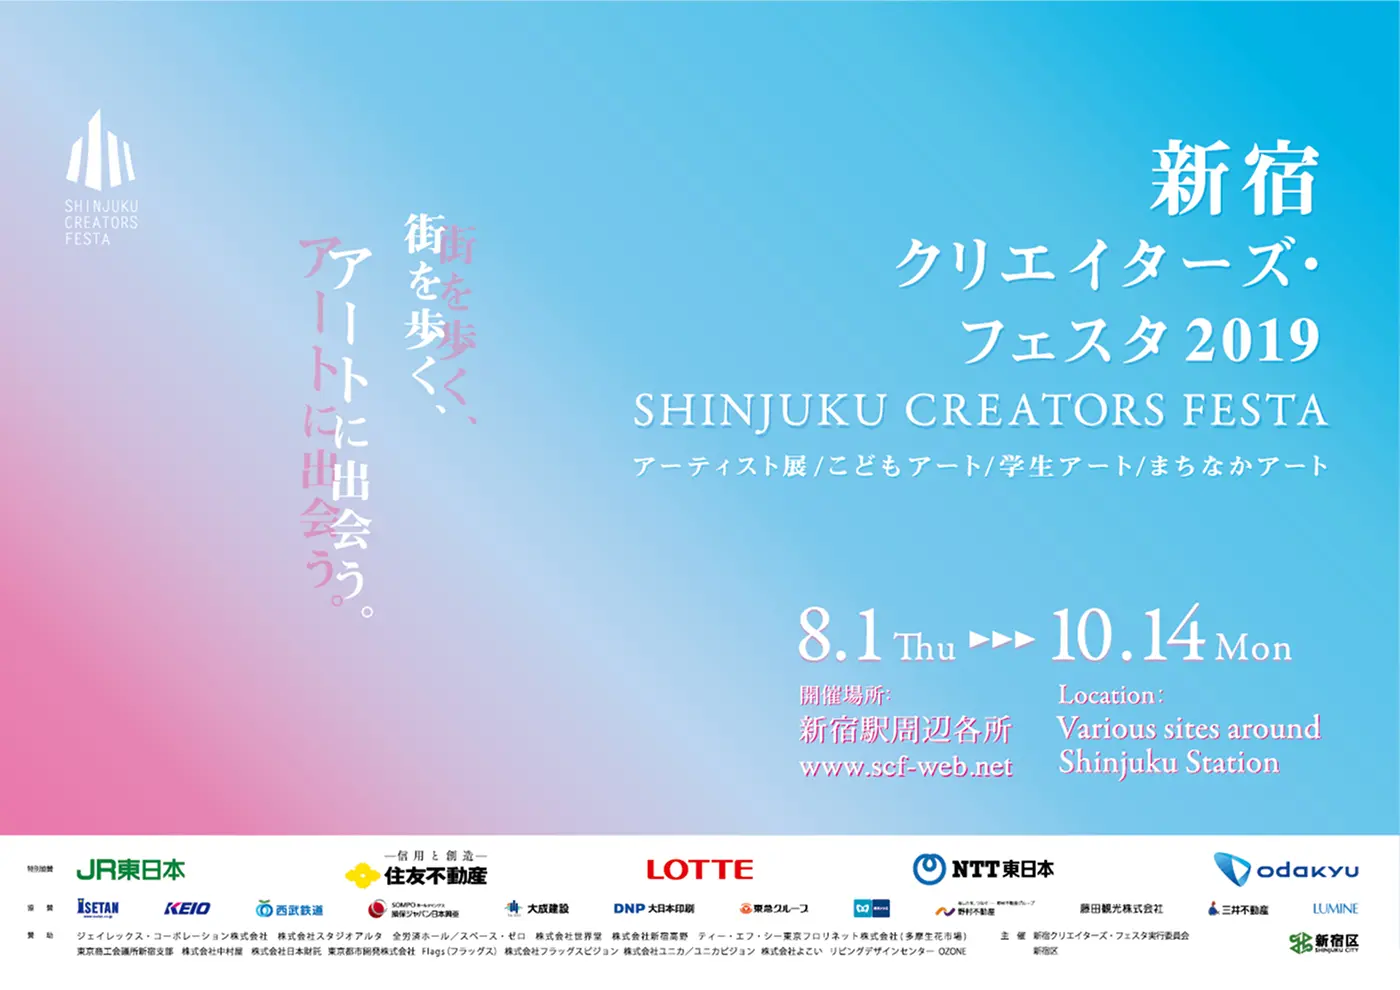 SHINJUKU
CREATORS
FESTA
街を歩く、
アートに出会う。
街を歩く、
アートに出会う。
新宿
クリエイターズ・
フェスタ2019
SHINJUKU CREATORS FESTA
アーティスト展/こどもアート/学生アート/まちなかアート
8.1 Thu ▶▶▶ 10.14 Mon
開催場所:
新宿駅周辺各所
www.scf-web.net
Location:
Various sites around
Shinjuku Station
特別協賛
JR東日本
―信用と創造―
住友不動産
LOTTE
NTT東日本
odakyu
協賛
ISETAN
KEIO
西武鉄道
SOMPOホールディングス
損保ジャパン日本興亜
大成建設
DNP 大日本印刷
東急グループ
野村不動産
藤田観光株式会社
三井不動産
LUMINE
賛助
ジェイレックス・コーポレーション株式会社 株式会社スタジオアルタ 全労済ホール/スペース・ゼロ 株式会社世界堂 株式会社新宿高野 ティー・エフ・シー東京フロリネット株式会社(多摩生花市場)
東京商工会議所新宿支部 株式会社中村屋 株式会社日本財託 東京都市開発株式会社 Flags(フラッグス) 株式会社フラッグスビジョン 株式会社ユニカ/ユニカビジョン 株式会社よこい リビングデザインセンター OZONE
主催 新宿クリエイターズ・フェスタ実行委員会
新宿区
新宿区
SHINJUKU CITY